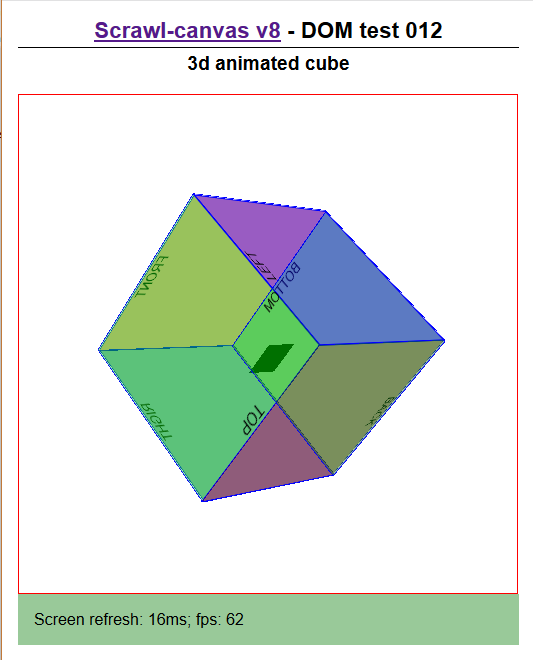 Scrawl-canvas v8 - DOM test 012
3d animated cube
LEFT
FRONT
BOTTOM
RIGHT
TOP
BACK
Screen refresh: 16ms; fps: 62